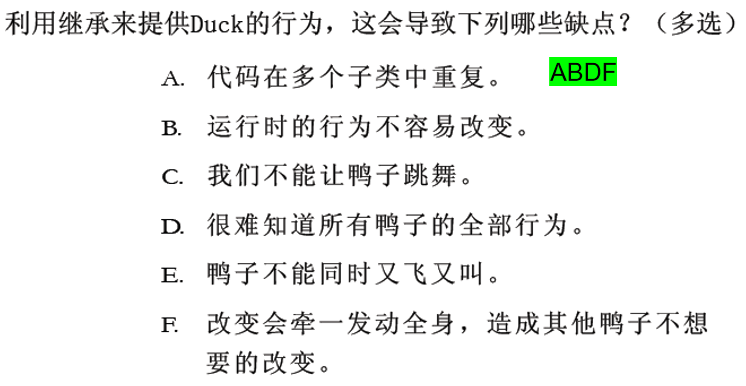 利用继承来提供Duck的行为，这会导致下列哪些缺点？（多选）
A. 代码在多个子类中重复。 ABDF
B. 运行时的行为不容易改变。
C. 我们不能让鸭子跳舞。
D. 很难知道所有鸭子的全部行为。
E. 鸭子不能同时又飞又叫。
F. 改变会牵一发动全身，造成其他鸭子不想
要的改变。